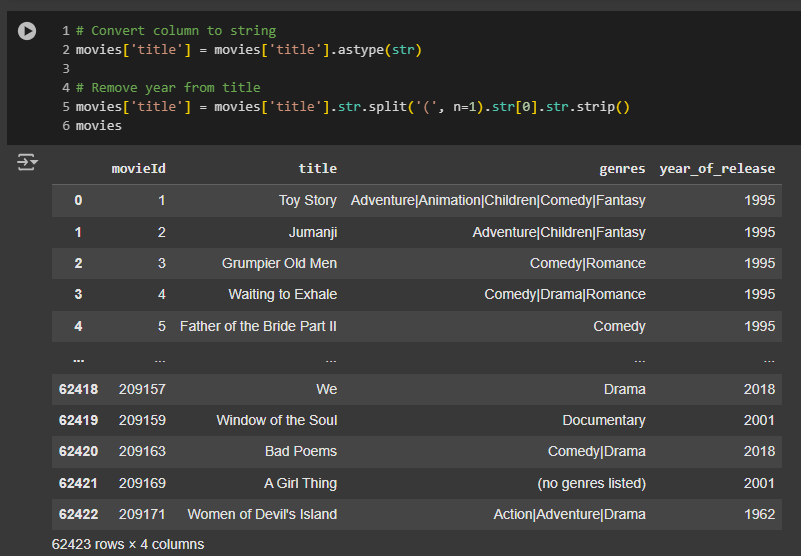 1 # Convert column to string
2 movies['title'] = movies['title'].astype(str)
3
4 # Remove year from title
5 movies['title'] = movies['title'].str.split('(', n=1).str[0].str.strip()
6 movies
movieId title genres year_of_release
0 1 Toy Story Adventure|Animation|Children|Comedy|Fantasy 1995
1 2 Jumanji Adventure|Children|Fantasy 1995
2 3 Grumpier Old Men Comedy|Romance 1995
3 4 Waiting to Exhale Comedy|Drama|Romance 1995
4 5 Father of the Bride Part II Comedy 1995
... ... ... ... ...
62418 209157 We Drama 2018
62419 209159 Window of the Soul Documentary 2001
62420 209163 Bad Poems Comedy|Drama 2018
62421 209169 A Girl Thing (no genres listed) 2001
62422 209171 Women of Devil's Island Action|Adventure|Drama 1962
62423 rows × 4 columns